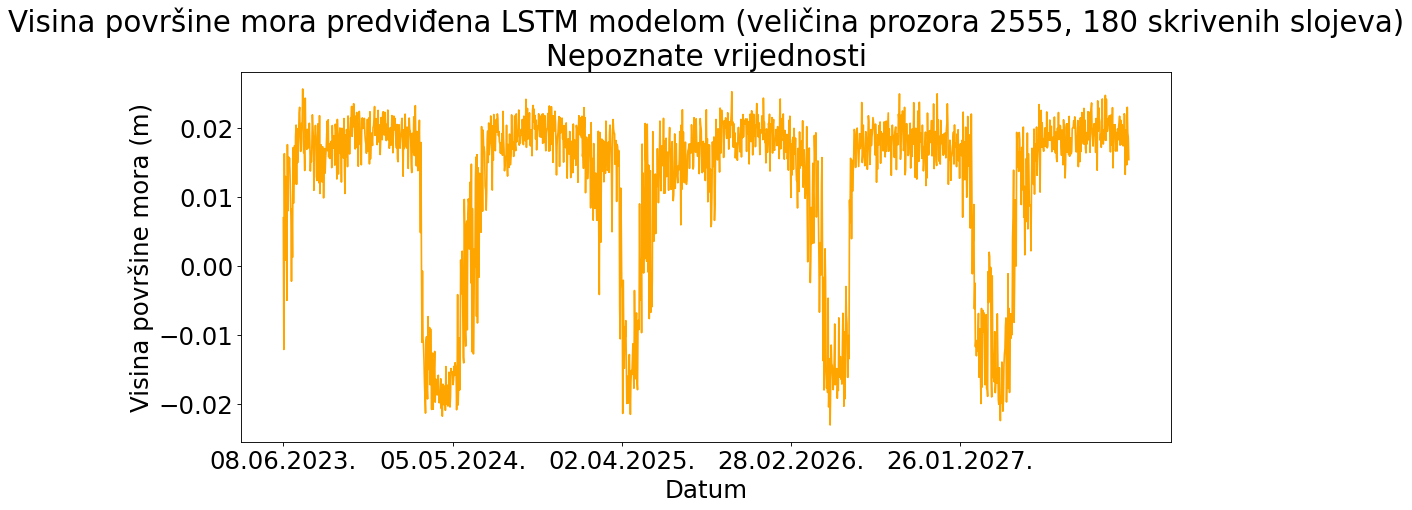 Visina površine mora predviđena LSTM modelom (veličina prozora 2555, 180 skrivenih slojeva)
Nepoznate vrijednosti
Visina površine mora (m)
0.02
0.01
0.00
−0.01
−0.02
08.06.2023. 05.05.2024. 02.04.2025. 28.02.2026. 26.01.2027.
Datum